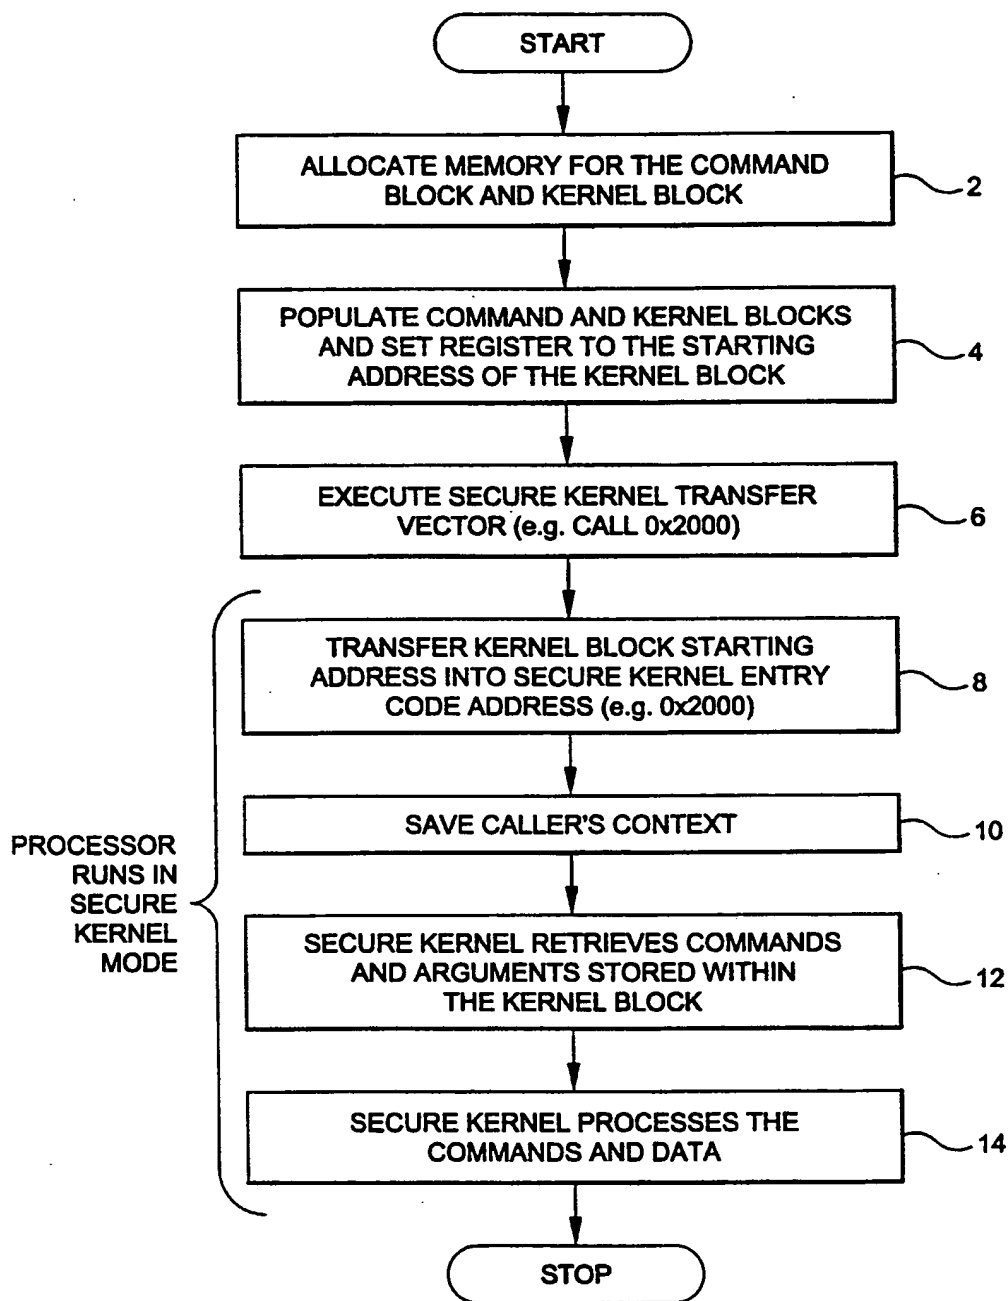 START
ALLOCATE MEMORY FOR THE COMMAND
BLOCK AND KERNEL BLOCK
2
POPULATE COMMAND AND KERNEL BLOCKS
AND SET REGISTER TO THE STARTING
ADDRESS OF THE KERNEL BLOCK
4
EXECUTE SECURE KERNEL TRANSFER
VECTOR (e.g. CALL 0x2000)
6
TRANSFER KERNEL BLOCK STARTING
ADDRESS INTO SECURE KERNEL ENTRY
CODE ADDRESS (e.g. 0x2000)
8
SAVE CALLER'S CONTEXT
10
PROCESSOR
RUNS IN
SECURE
KERNEL
MODE
SECURE KERNEL RETRIEVES COMMANDS
AND ARGUMENTS STORED WITHIN
THE KERNEL BLOCK
12
SECURE KERNEL PROCESSES THE
COMMANDS AND DATA
14
STOP